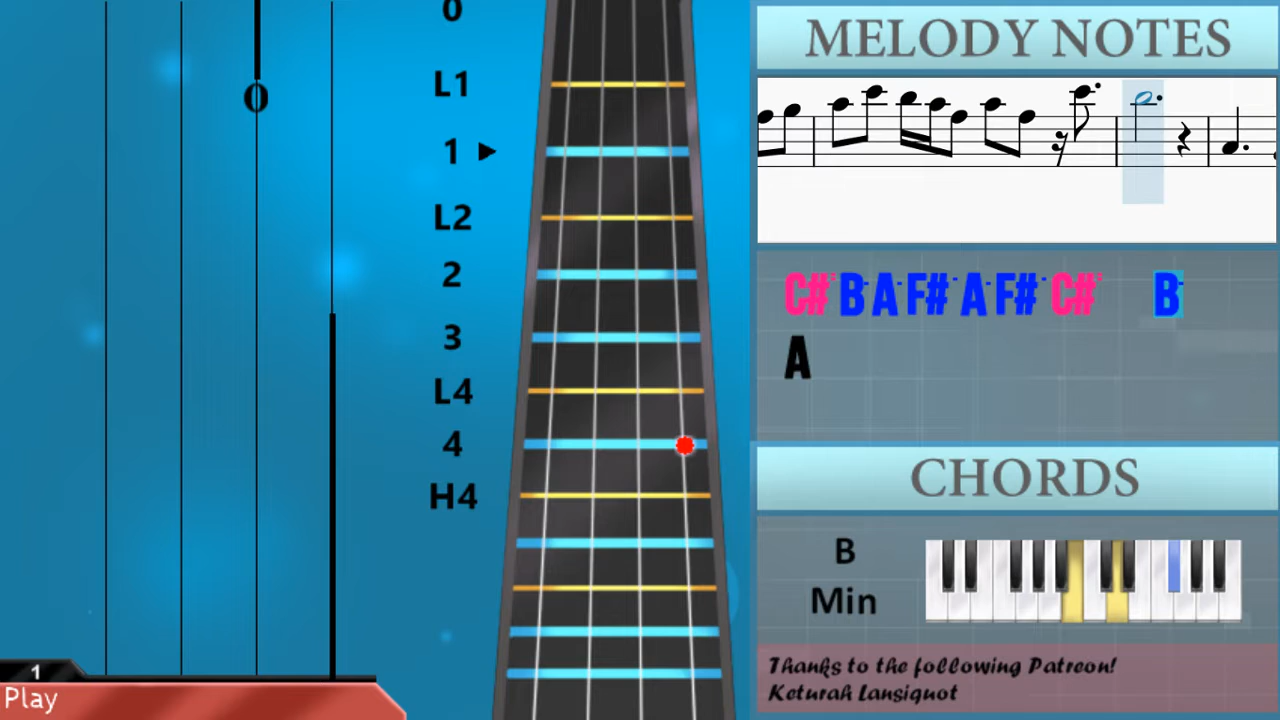 0
L1
1
L2
2
3
L4
4
H4
0
1
Play
MELODY NOTES
C#' B' A' F#' A' F#' C#' B'
A
CHORDS
B
Min
Thanks to the following Patreon!
Keturah Lansiquot